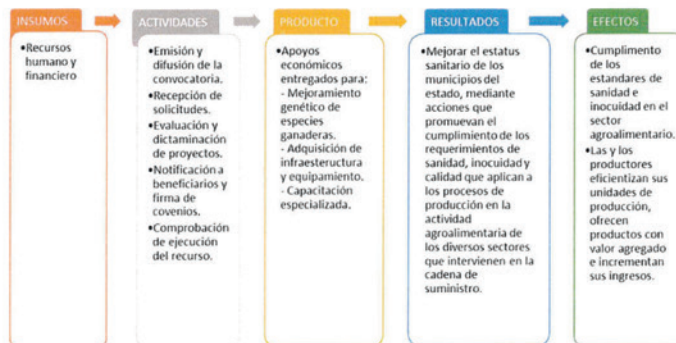 INSUMOS
•Recursos
humano y
financiero
ACTIVIDADES
•Emisión y
difusión de la
convocatoria.
•Recepción de
solicitudes.
•Evaluación y
dictaminación
de proyectos.
•Notificación a
beneficiarios y
firma de
covenios.
•Comprobación
de ejecución
del recurso.
PRODUCTO
•Apoyos
económicos
entregados para:
- Mejoramiento
genético de
especies
ganaderas.
- Adquisición de
infraesteructura
y equipamiento.
- Capacitación
especializada.
RESULTADOS
•Mejorar el estatus
sanitario de los
municipios del
estado, mediante
acciones que
promuevan el
cumplimiento de los
requerimientos de
sanidad, inocuidad y
calidad que aplican a
los procesos de
producción en la
actividad
agroalimentaria de
los diversos sectores
que intervienen en la
cadena de
suministro.
EFECTOS
•Cumplimento
de los
estandares de
sanidad e
inocuidad en el
sector
agroalimentario.
•Las y los
productores
eficientizan sus
unidades de
producción,
ofrecen
productos con
valor agregado
e incrementan
sus ingresos.